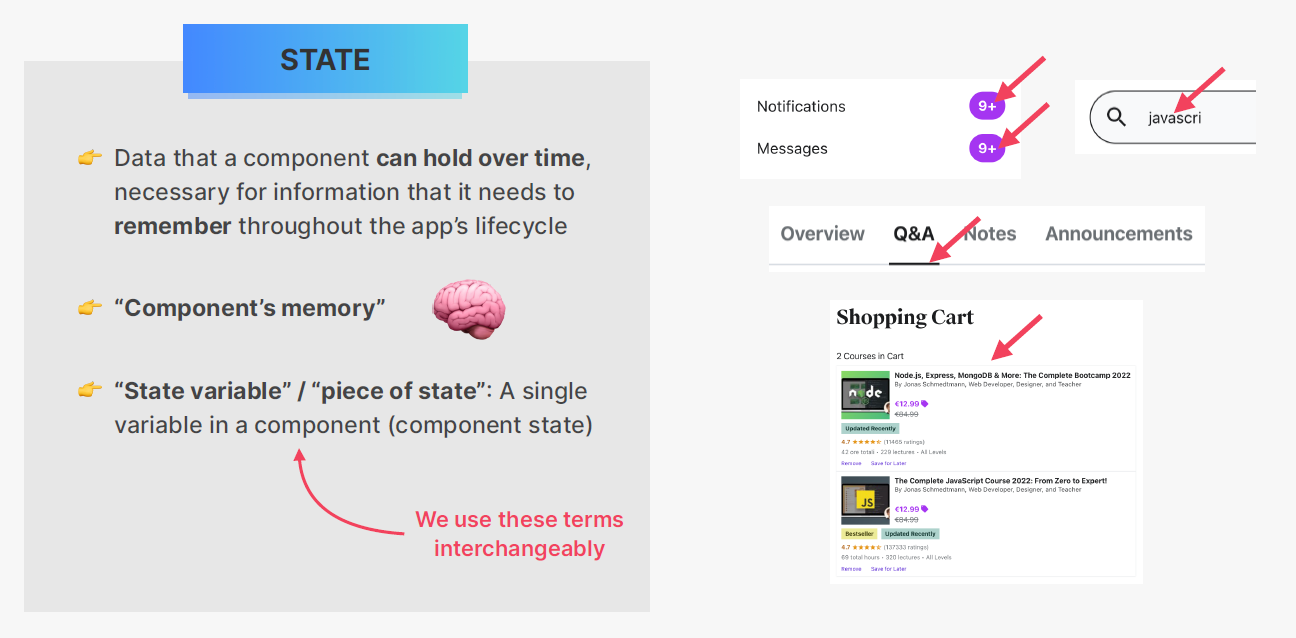 STATE
Data that a component can hold over time,
necessary for information that it needs to
remember throughout the app’s lifecycle
“Component’s memory”
“State variable” / “piece of state”: A single
variable in a component (component state)
We use these terms
interchangeably
Notifications 9+
Messages 9+
javascri
Overview Q&A Notes Announcements
Shopping Cart
2 Courses in Cart
node
Node.js, Express, MongoDB & More: The Complete Bootcamp 2022
By Jonas Schmedtmann, Web Developer, Designer, and Teacher
€12.99
€84.99
Updated Recently
4.7 ★★★★⯪ (11465 ratings)
42 ore totali • 229 lectures • All Levels
Remove Save for Later
JS
The Complete JavaScript Course 2022: From Zero to Expert!
By Jonas Schmedtmann, Web Developer, Designer, and Teacher
€12.99
€84.99
Bestseller Updated Recently
4.7 ★★★★⯪ (137333 ratings)
69 total hours • 320 lectures • All Levels
Remove Save for Later